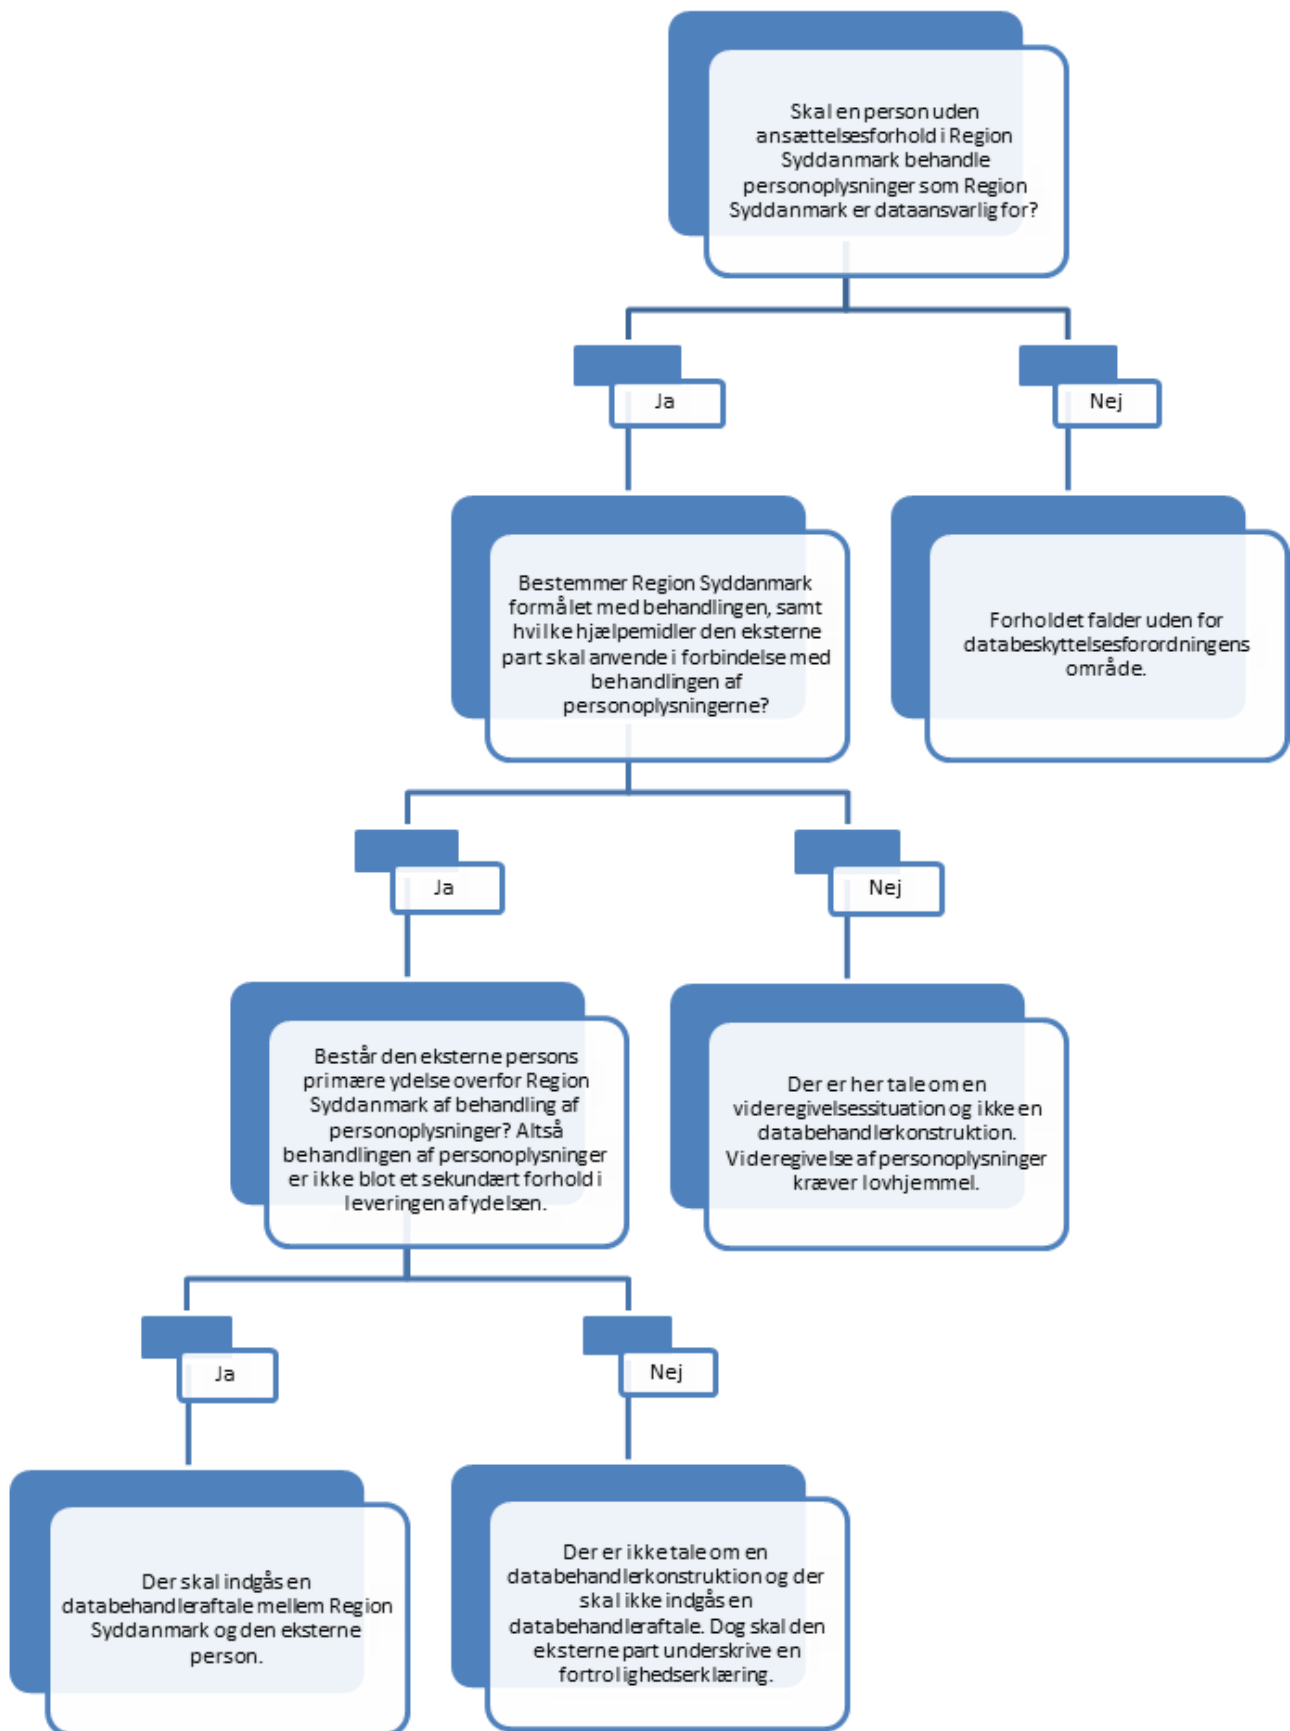 Skal en person uden
ansættelsesforhold i Region
Syddanmark behandle
personoplysninger som Region
Syddanmark er dataansvarlig for?
Ja
Nej
Bestemmer Region Syddanmark
formålet med behandlingen, samt
hvilke hjælpemidler den eksterne
part skal anvende i forbindelse med
behandlingen af
personoplysningerne?
Forholdet falder uden for
databeskyttelsesforordningens
område.
Ja
Nej
Består den eksterne persons
primære ydelse overfor Region
Syddanmark af behandling af
personoplysninger? Altså
behandlingen af personoplysninger
er ikke blot et sekundært forhold i
leveringen af ydelsen.
Der er her tale om en
videregivelsessituation og ikke en
databehandlerkonstruktion.
Videregivelse af personoplysninger
kræver lovhjemmel.
Ja
Nej
Der skal indgås en
databehandleraftale mellem Region
Syddanmark og den eksterne
person.
Der er ikke tale om en
databehandlerkonstruktion og der
skal ikke indgås en
databehandleraftale. Dog skal den
eksterne part underskrive en
fortrolighedserklæring.